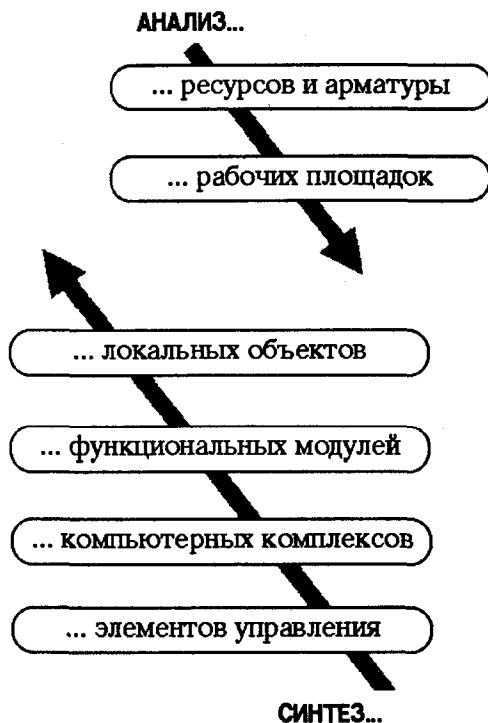 АНАЛИЗ...
... ресурсов и арматуры
... рабочих площадок
... локальных объектов
... функциональных модулей
... компьютерных комплексов
... элементов управления
СИНТЕЗ...